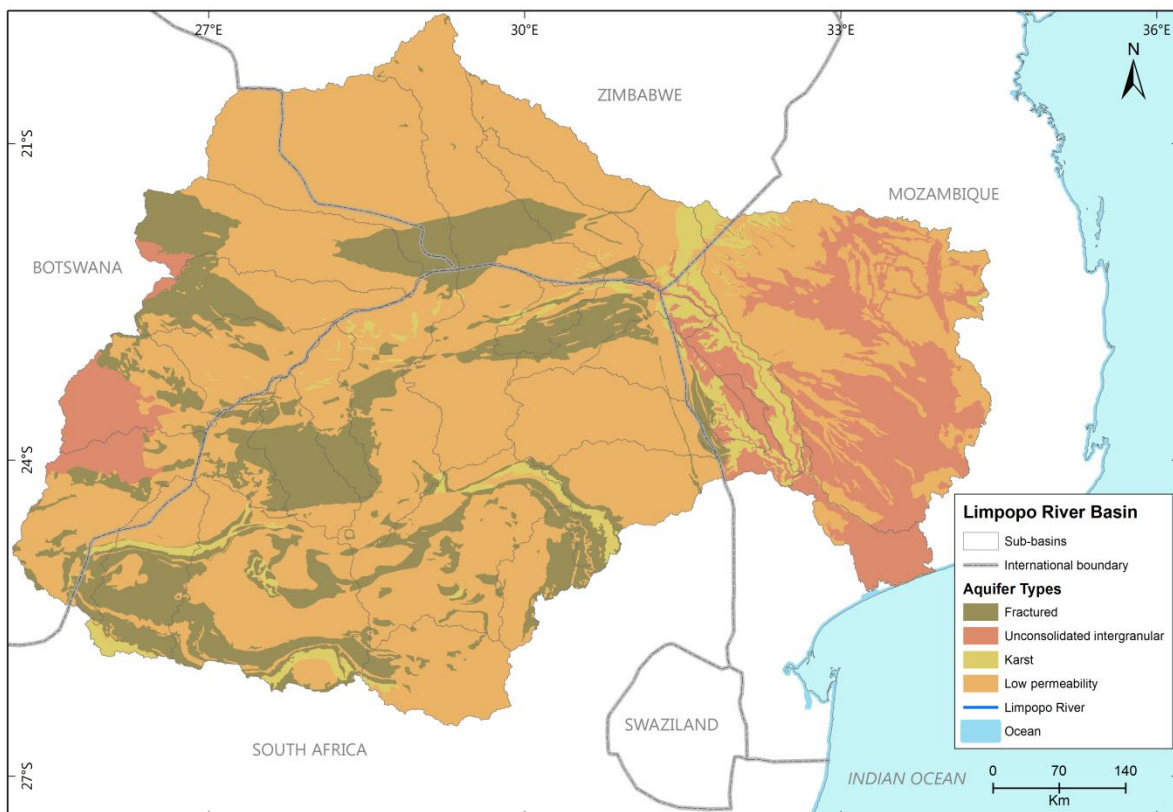 27°E 30°E 33°E 36°E
N
ZIMBABWE
21°S
MOZAMBIQUE
BOTSWANA
24°S
Limpopo River Basin
Sub-basins
International boundary
Aquifer Types
Fractured
Unconsolidated intergranular
Karst
Low permeability
Limpopo River
Ocean
SWAZILAND
SOUTH AFRICA
27°S
INDIAN OCEAN
0 70 140
Km